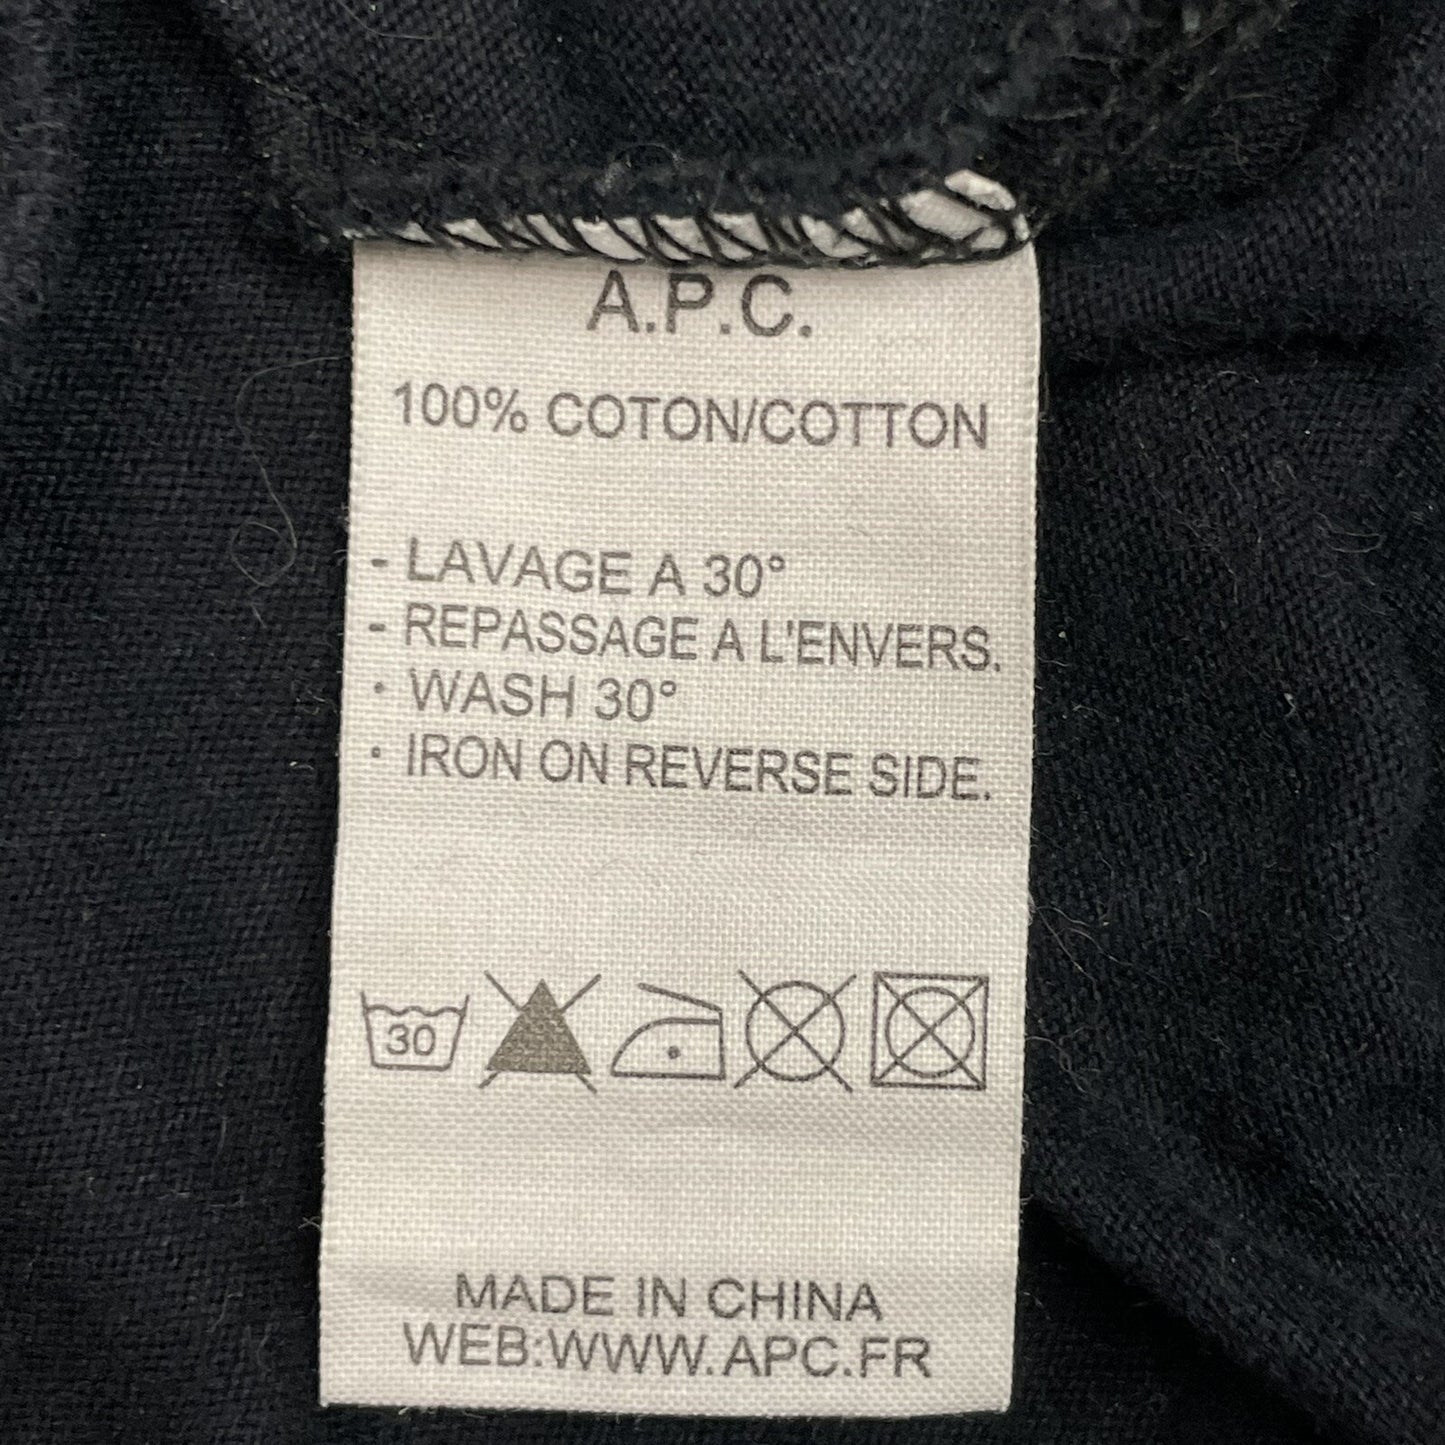 A.P.C.
100% COTON/COTTON
- LAVAGE A 30°
- REPASSAGE A L'ENVERS.
· WASH 30°
· IRON ON REVERSE SIDE.
30
MADE IN CHINA
WEB:WWW.APC.FR